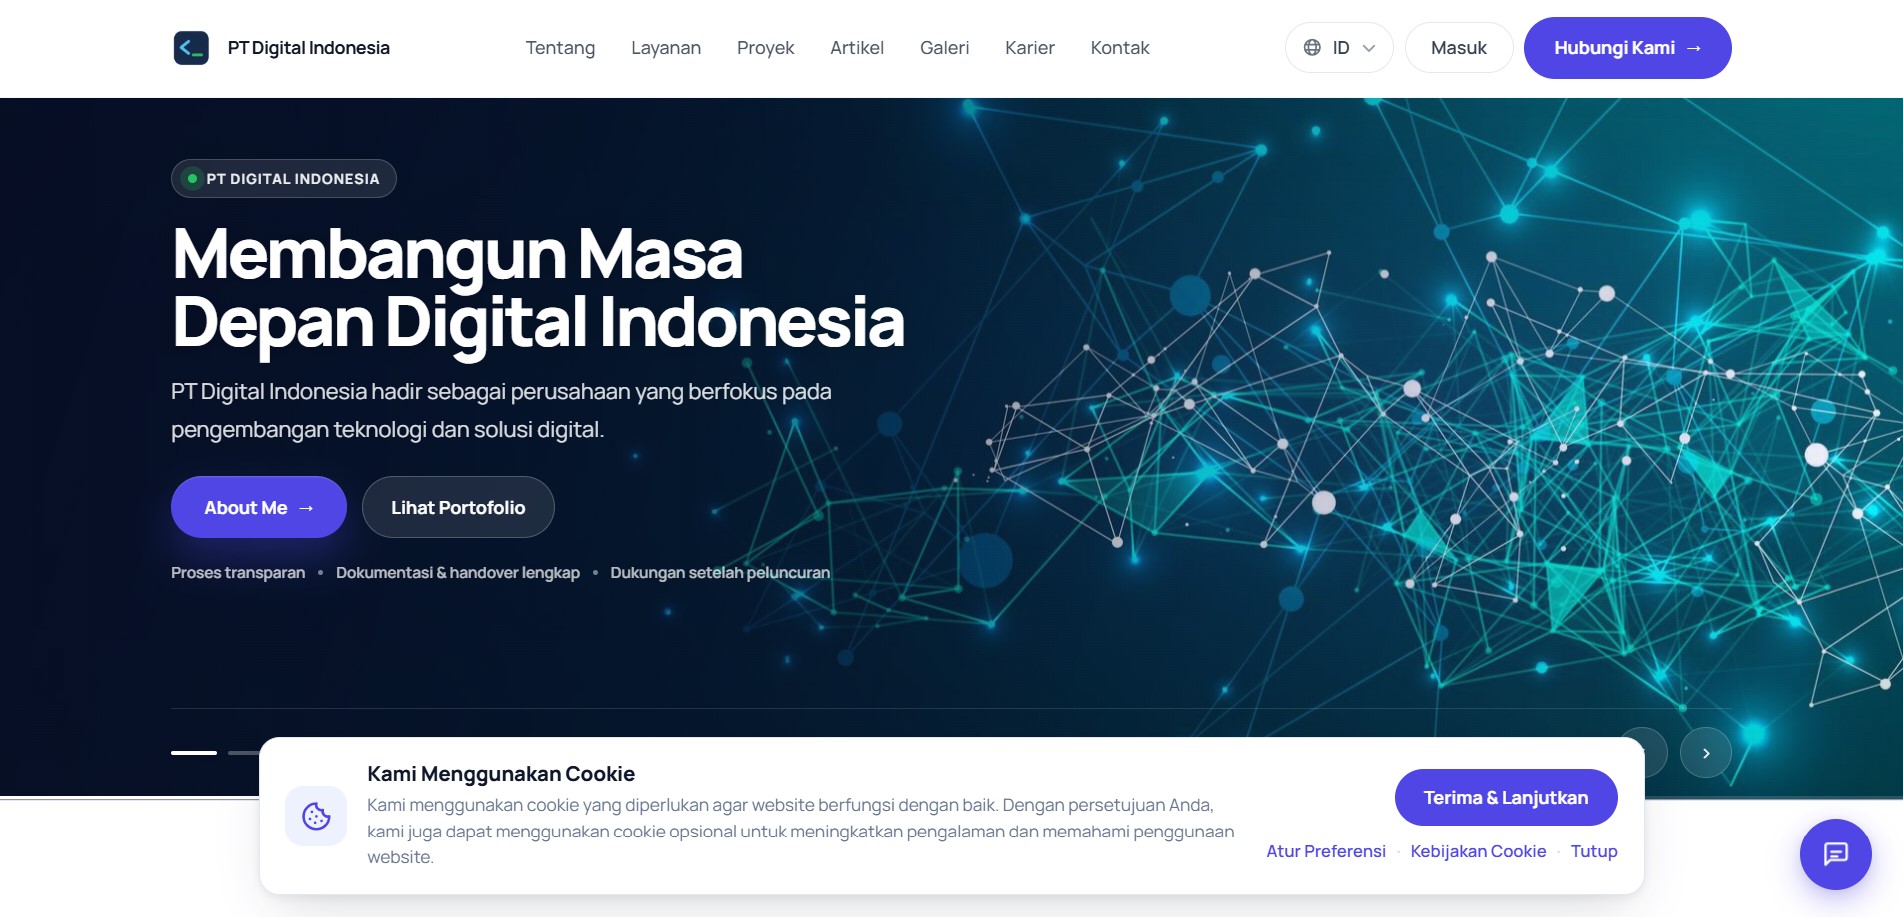 PT Digital Indonesia
Tentang
Layanan
Proyek
Artikel
Galeri
Karier
Kontak
ID
Masuk
Hubungi Kami →
PT DIGITAL INDONESIA
Membangun Masa
Depan Digital Indonesia
PT Digital Indonesia hadir sebagai perusahaan yang berfokus pada
pengembangan teknologi dan solusi digital.
About Me →
Lihat Portofolio
Proses transparan • Dokumentasi & handover lengkap • Dukungan setelah peluncuran
Kami Menggunakan Cookie
Kami menggunakan cookie yang diperlukan agar website berfungsi dengan baik. Dengan persetujuan Anda,
kami juga dapat menggunakan cookie opsional untuk meningkatkan pengalaman dan memahami penggunaan
website.
Terima & Lanjutkan
Atur Preferensi · Kebijakan Cookie · Tutup